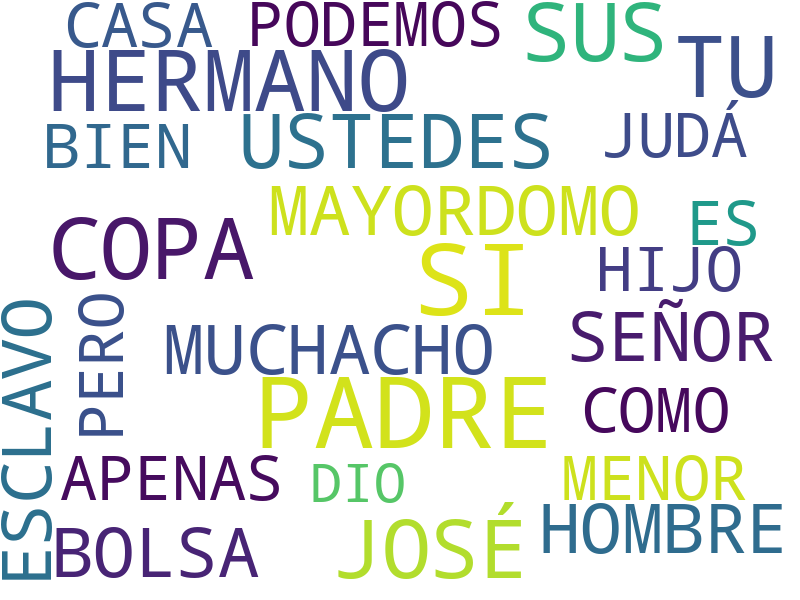 CASA
PODEMOS
SUS
TU
HERMANO
BIEN
USTEDES
JUDÁ
MAYORDOMO
ES
COPA
SI
HIJO
ESCLAVOS
PERO
MUCHACHO
SEÑOR
PADRE
COMO
APENAS
DIO
MENOR
BOLSA
JOSÉ
HOMBRE